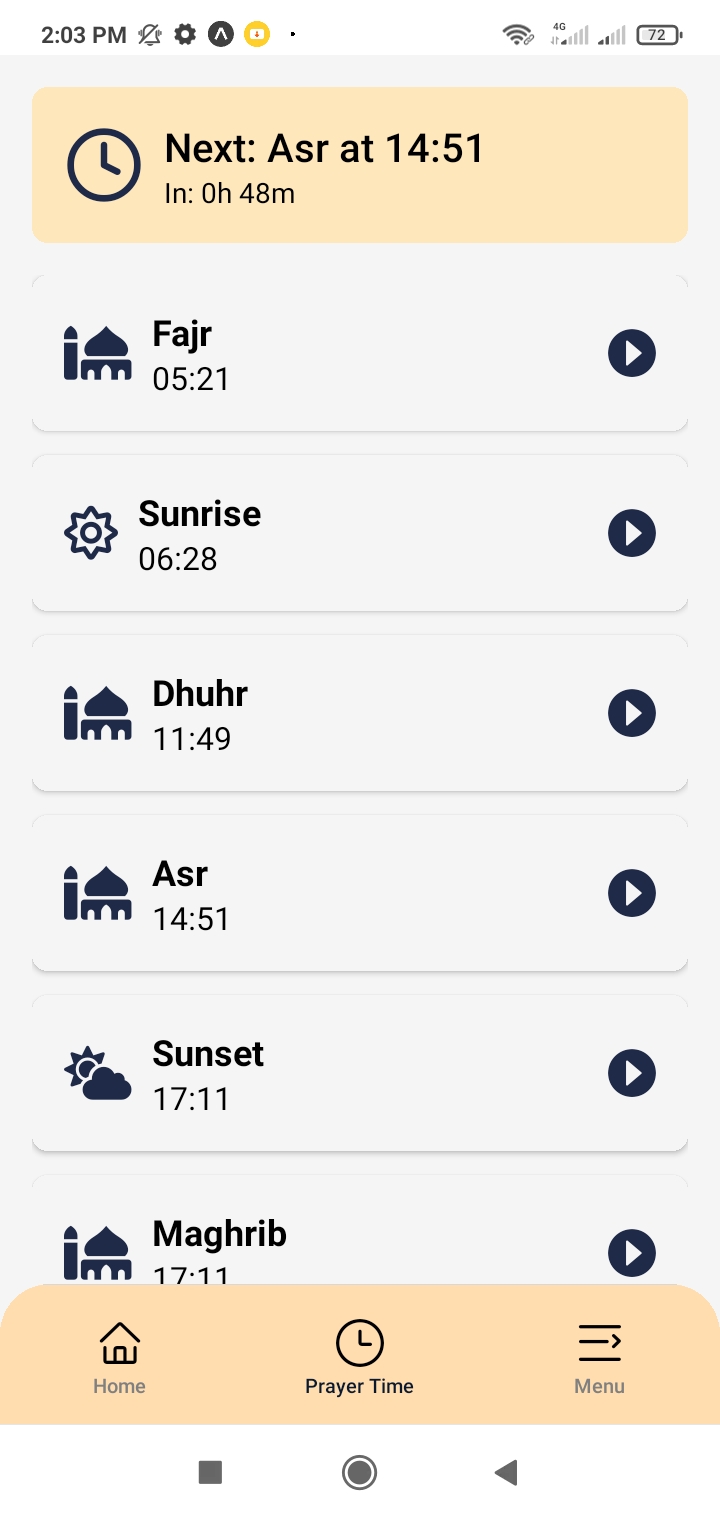 2:03 PM
4G
72
Next: Asr at 14:51
In: 0h 48m
Fajr
05:21
Sunrise
06:28
Dhuhr
11:49
Asr
14:51
Sunset
17:11
Maghrib
17:11
Home
Prayer Time
Menu